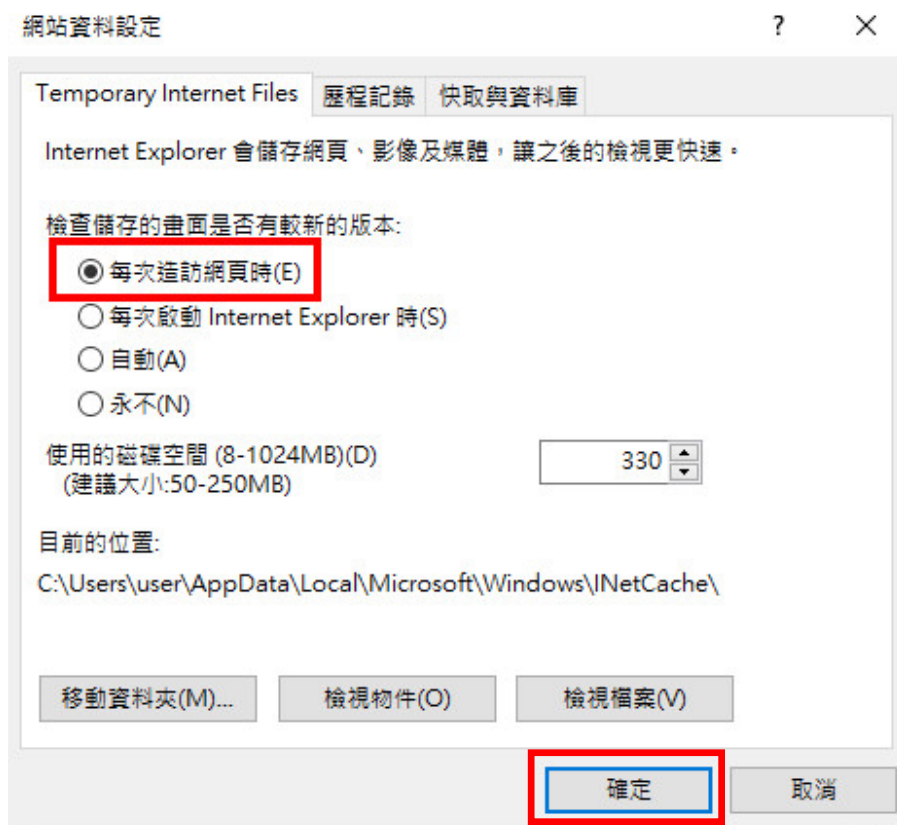 網站資料設定 ? ×
Temporary Internet Files 歷程記錄 快取與資料庫
Internet Explorer 會儲存網頁、影像及媒體，讓之後的檢視更快速。
檢查儲存的畫面是否有較新的版本:
每次造訪網頁時(E)
每次啟動 Internet Explorer 時(S)
自動(A)
永不(N)
使用的磁碟空間 (8-1024MB)(D) 330
(建議大小:50-250MB)
目前的位置:
C:\Users\user\AppData\Local\Microsoft\Windows\INetCache\
移動資料夾(M)... 檢視物件(O) 檢視檔案(V)
確定 取消